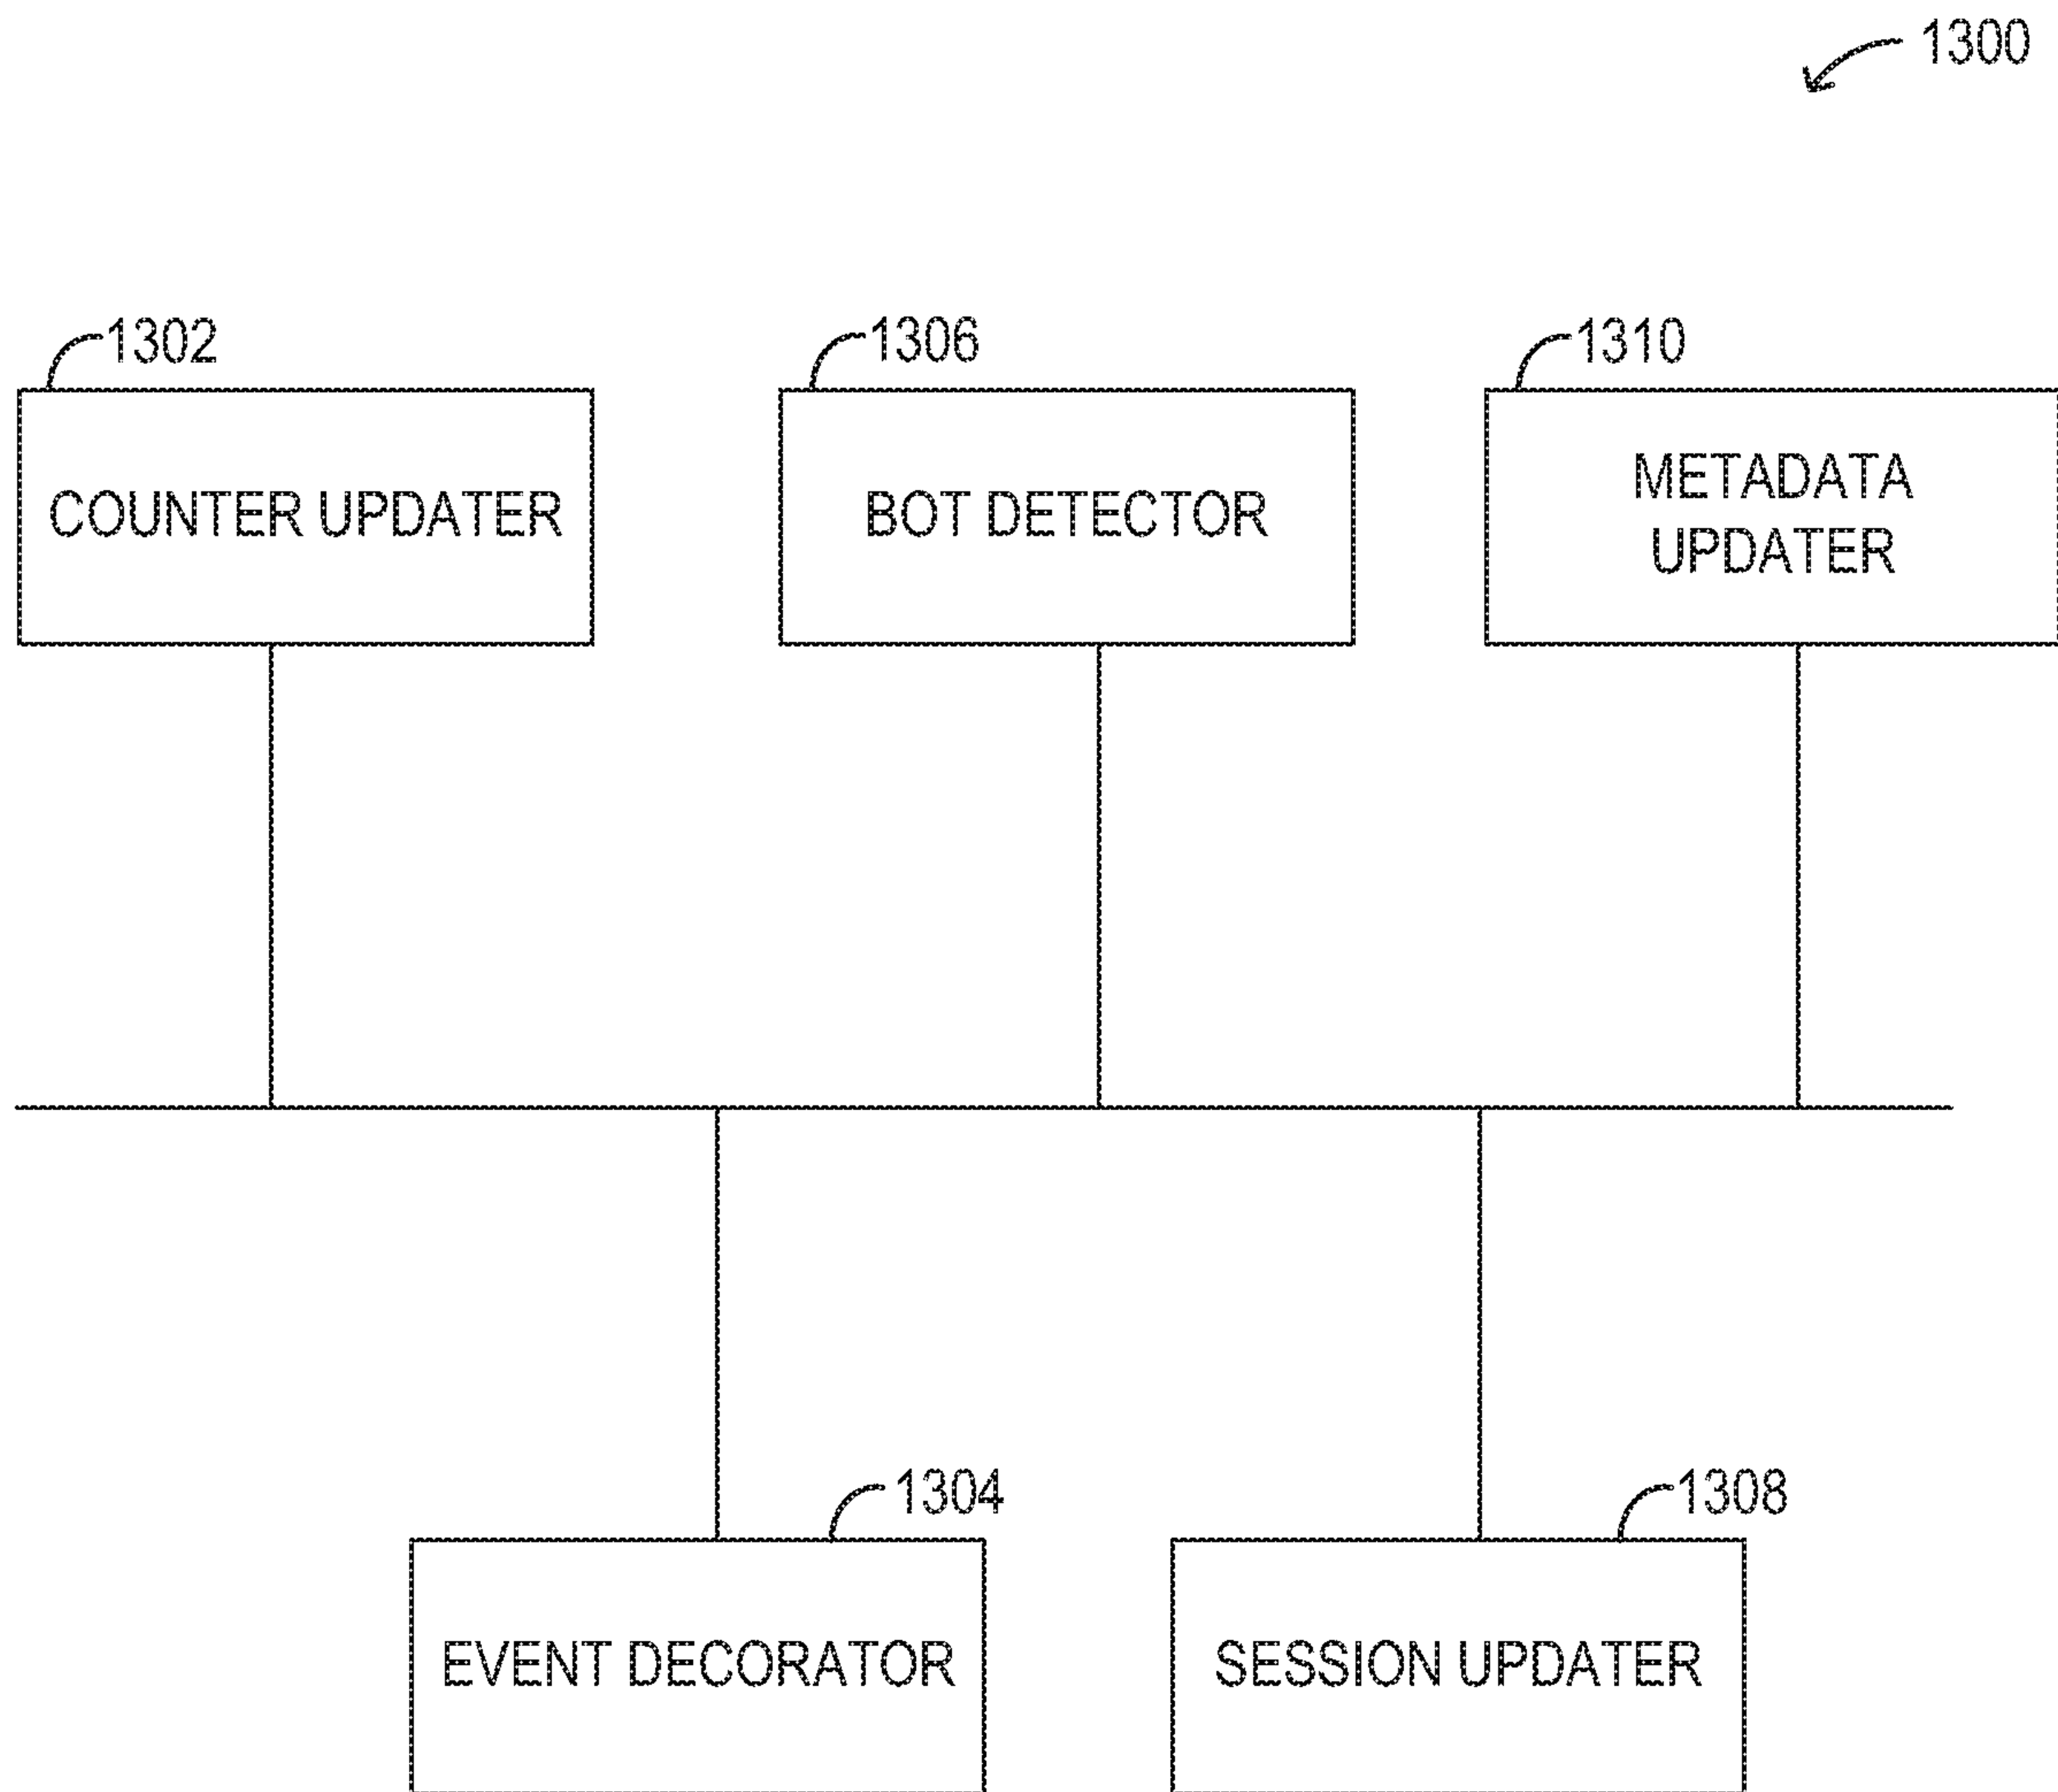 1300
1302
1306
1310
COUNTER UPDATER
BOT DETECTOR
METADATA
UPDATER
1304
1308
EVENT DECORATOR
SESSION UPDATER